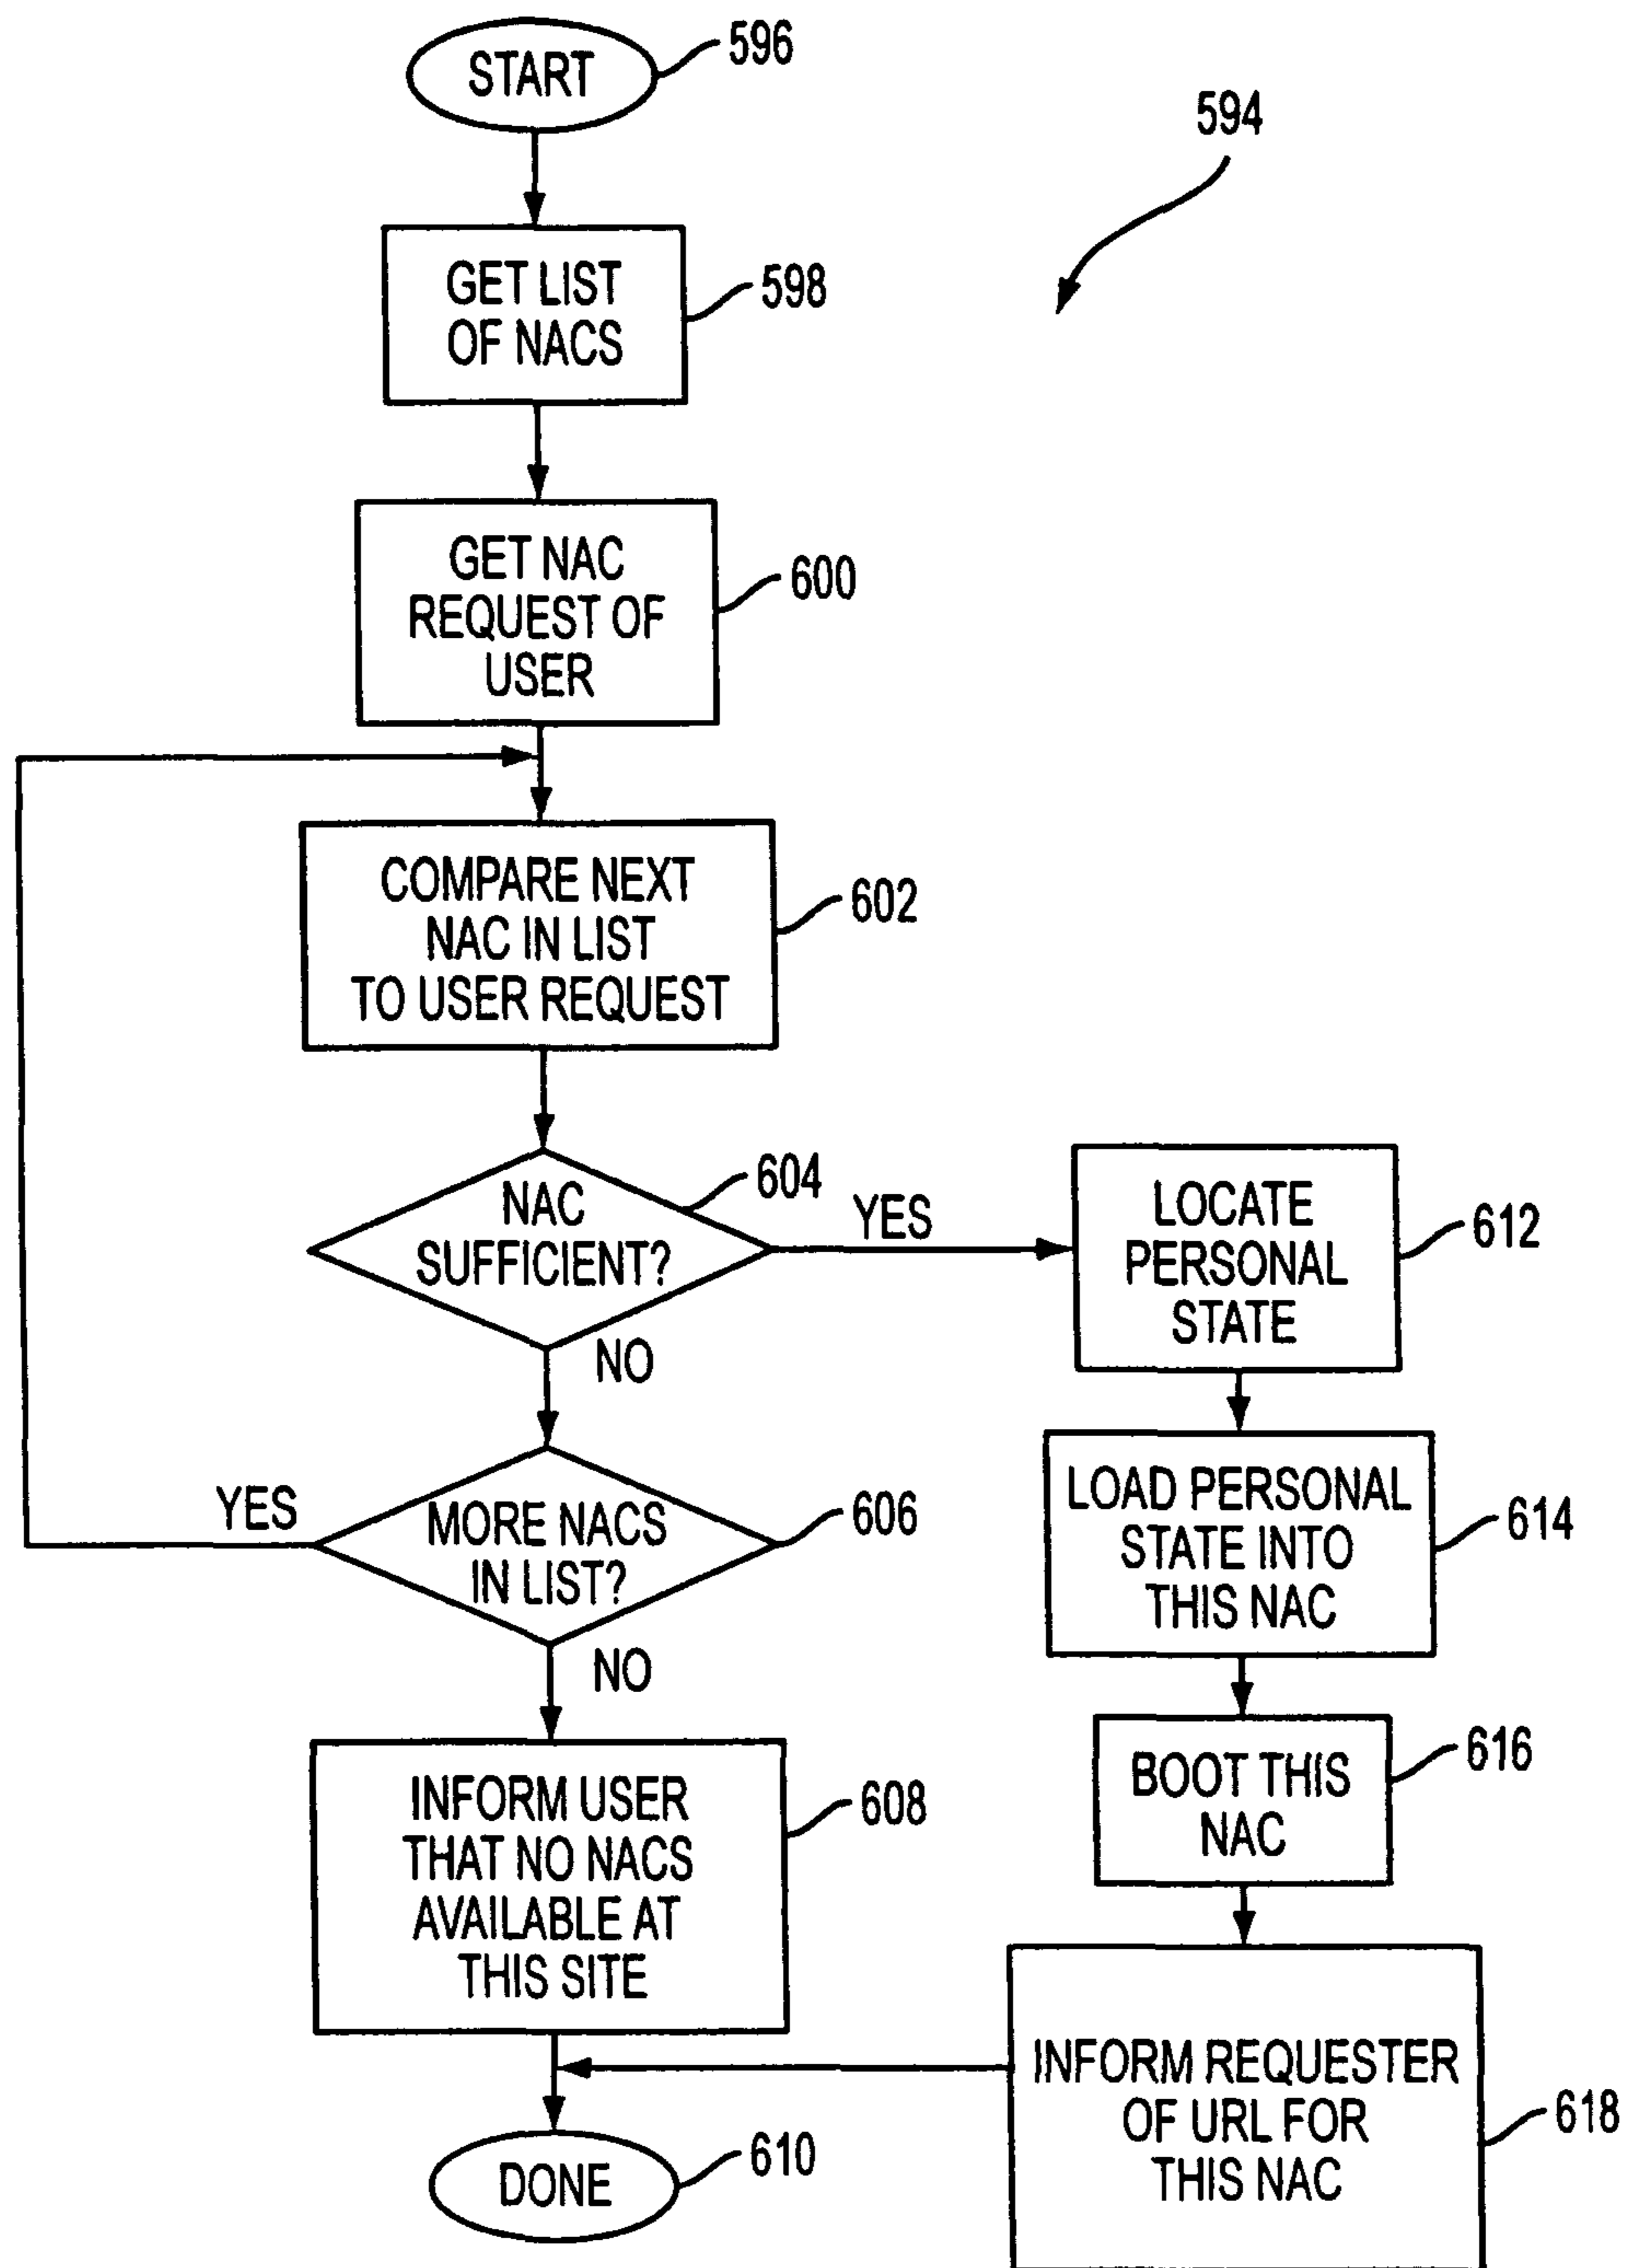 START
596
594
GET LIST
OF NACS
598
GET NAC
REQUEST OF
USER
600
COMPARE NEXT
NAC IN LIST
TO USER REQUEST
602
NAC
SUFFICIENT?
604
YES
NO
LOCATE
PERSONAL
STATE
612
LOAD PERSONAL
STATE INTO
THIS NAC
614
YES
MORE NACS
IN LIST?
606
NO
BOOT THIS
NAC
616
INFORM USER
THAT NO NACS
AVAILABLE AT
THIS SITE
608
INFORM REQUESTER
OF URL FOR
THIS NAC
618
DONE
610